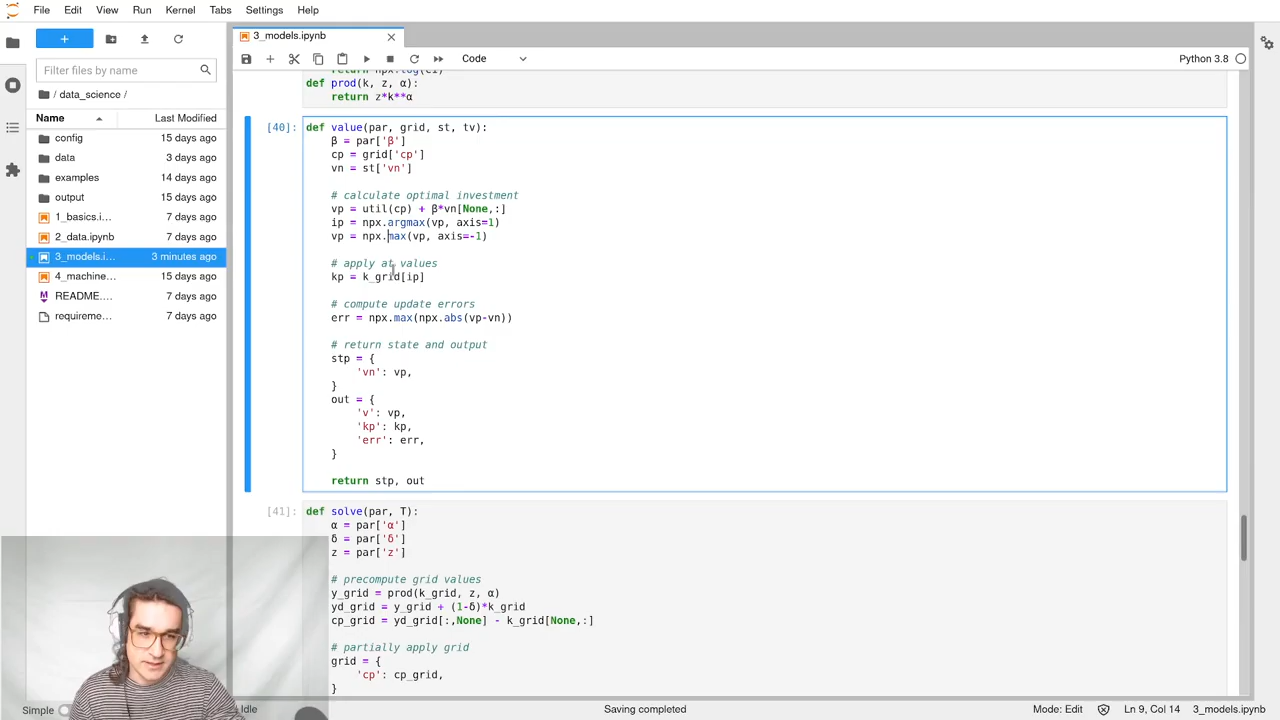 File Edit View Run Kernel Tabs Settings Help
3_models.ipynb
Code
Python 3.8
Filter files by name
/ data_science /
Name Last Modified
config 15 days ago
data 3 days ago
examples 14 days ago
output 15 days ago
1_basics.i... 7 days ago
2_data.ipynb 7 days ago
3_models.i... 3 minutes ago
4_machine... 7 days ago
README.... 7 days ago
requireme... 7 days ago
def prod(k, z, α):
return z*k**α
[40]: def value(par, grid, st, tv):
β = par['β']
cp = grid['cp']
vn = st['vn']
# calculate optimal investment
vp = util(cp) + β*vn[None,:]
ip = npx.argmax(vp, axis=1)
vp = npx.max(vp, axis=-1)
# apply at values
kp = k_grid[ip]
# compute update errors
err = npx.max(npx.abs(vp-vn))
# return state and output
stp = {
'vn': vp,
}
out = {
'v': vp,
'kp': kp,
'err': err,
}
return stp, out
[41]: def solve(par, T):
α = par['α']
δ = par['δ']
z = par['z']
# precompute grid values
y_grid = prod(k_grid, z, α)
yd_grid = y_grid + (1-δ)*k_grid
cp_grid = yd_grid[:,None] - k_grid[None,:]
# partially apply grid
grid = {
'cp': cp_grid,
}
Simple Idle Saving completed Mode: Edit Ln 9, Col 14 3_models.ipynb